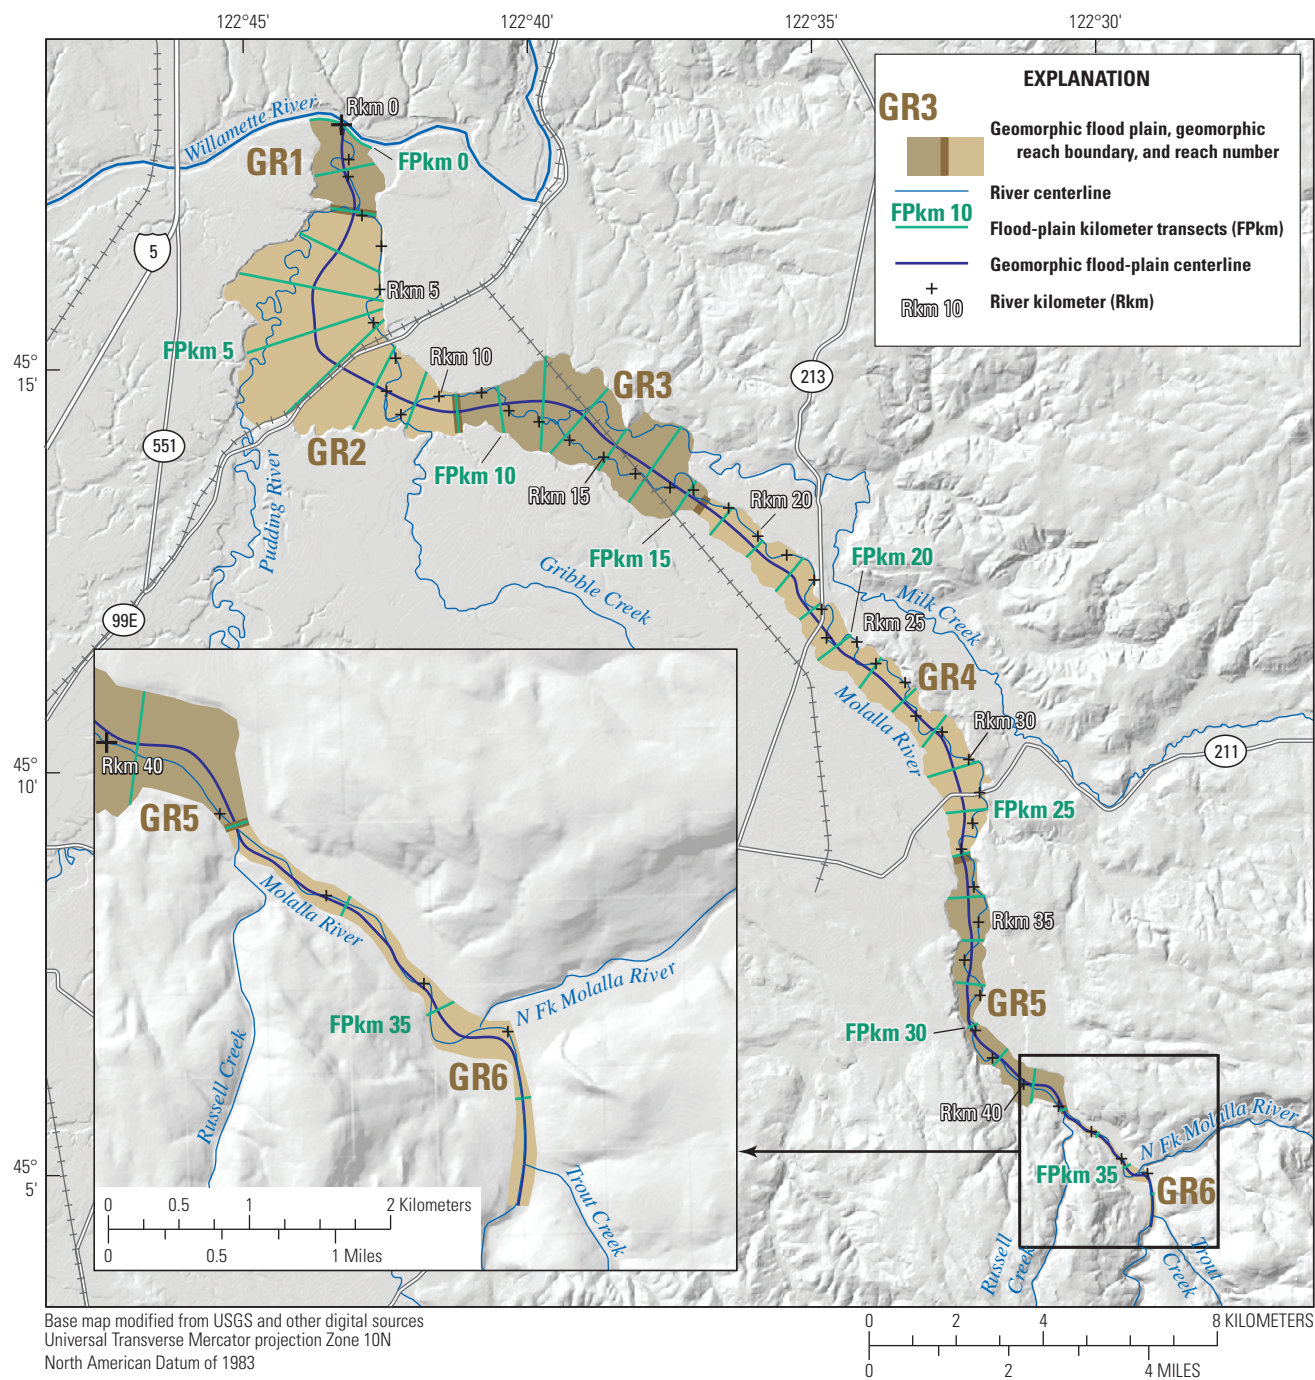 122°45'
122°40'
122°35'
122°30'
EXPLANATION
GR3
Geomorphic flood plain, geomorphic
reach boundary, and reach number
River centerline
FPkm 10
Flood-plain kilometer transects (FPkm)
Geomorphic flood-plain centerline
Rkm 10
River kilometer (Rkm)
Willamette River
Rkm 0
GR1
FPkm 0
5
Rkm 5
FPkm 5
45°
15'
Rkm 10
GR3
213
551
GR2
FPkm 10
Rkm 15
Rkm 20
Pudding River
FPkm 15
FPkm 20
Gribble Creek
Milk Creek
99E
Rkm 25
GR4
Molalla River
Rkm 30
211
45°
10'
Rkm 40
GR5
FPkm 25
Molalla River
Rkm 35
N Fk Molalla River
GR5
FPkm 35
FPkm 30
GR6
Russell Creek
Rkm 40
N Fk Molalla River
FPkm 35
GR6
Trout Creek
45°
5'
Russell
Creek
Trout
Creek
0 0.5 1 2 Kilometers
0 0.5 1 Miles
Base map modified from USGS and other digital sources
Universal Transverse Mercator projection Zone 10N
North American Datum of 1983
0 2 4 8 KILOMETERS
0 2 4 MILES